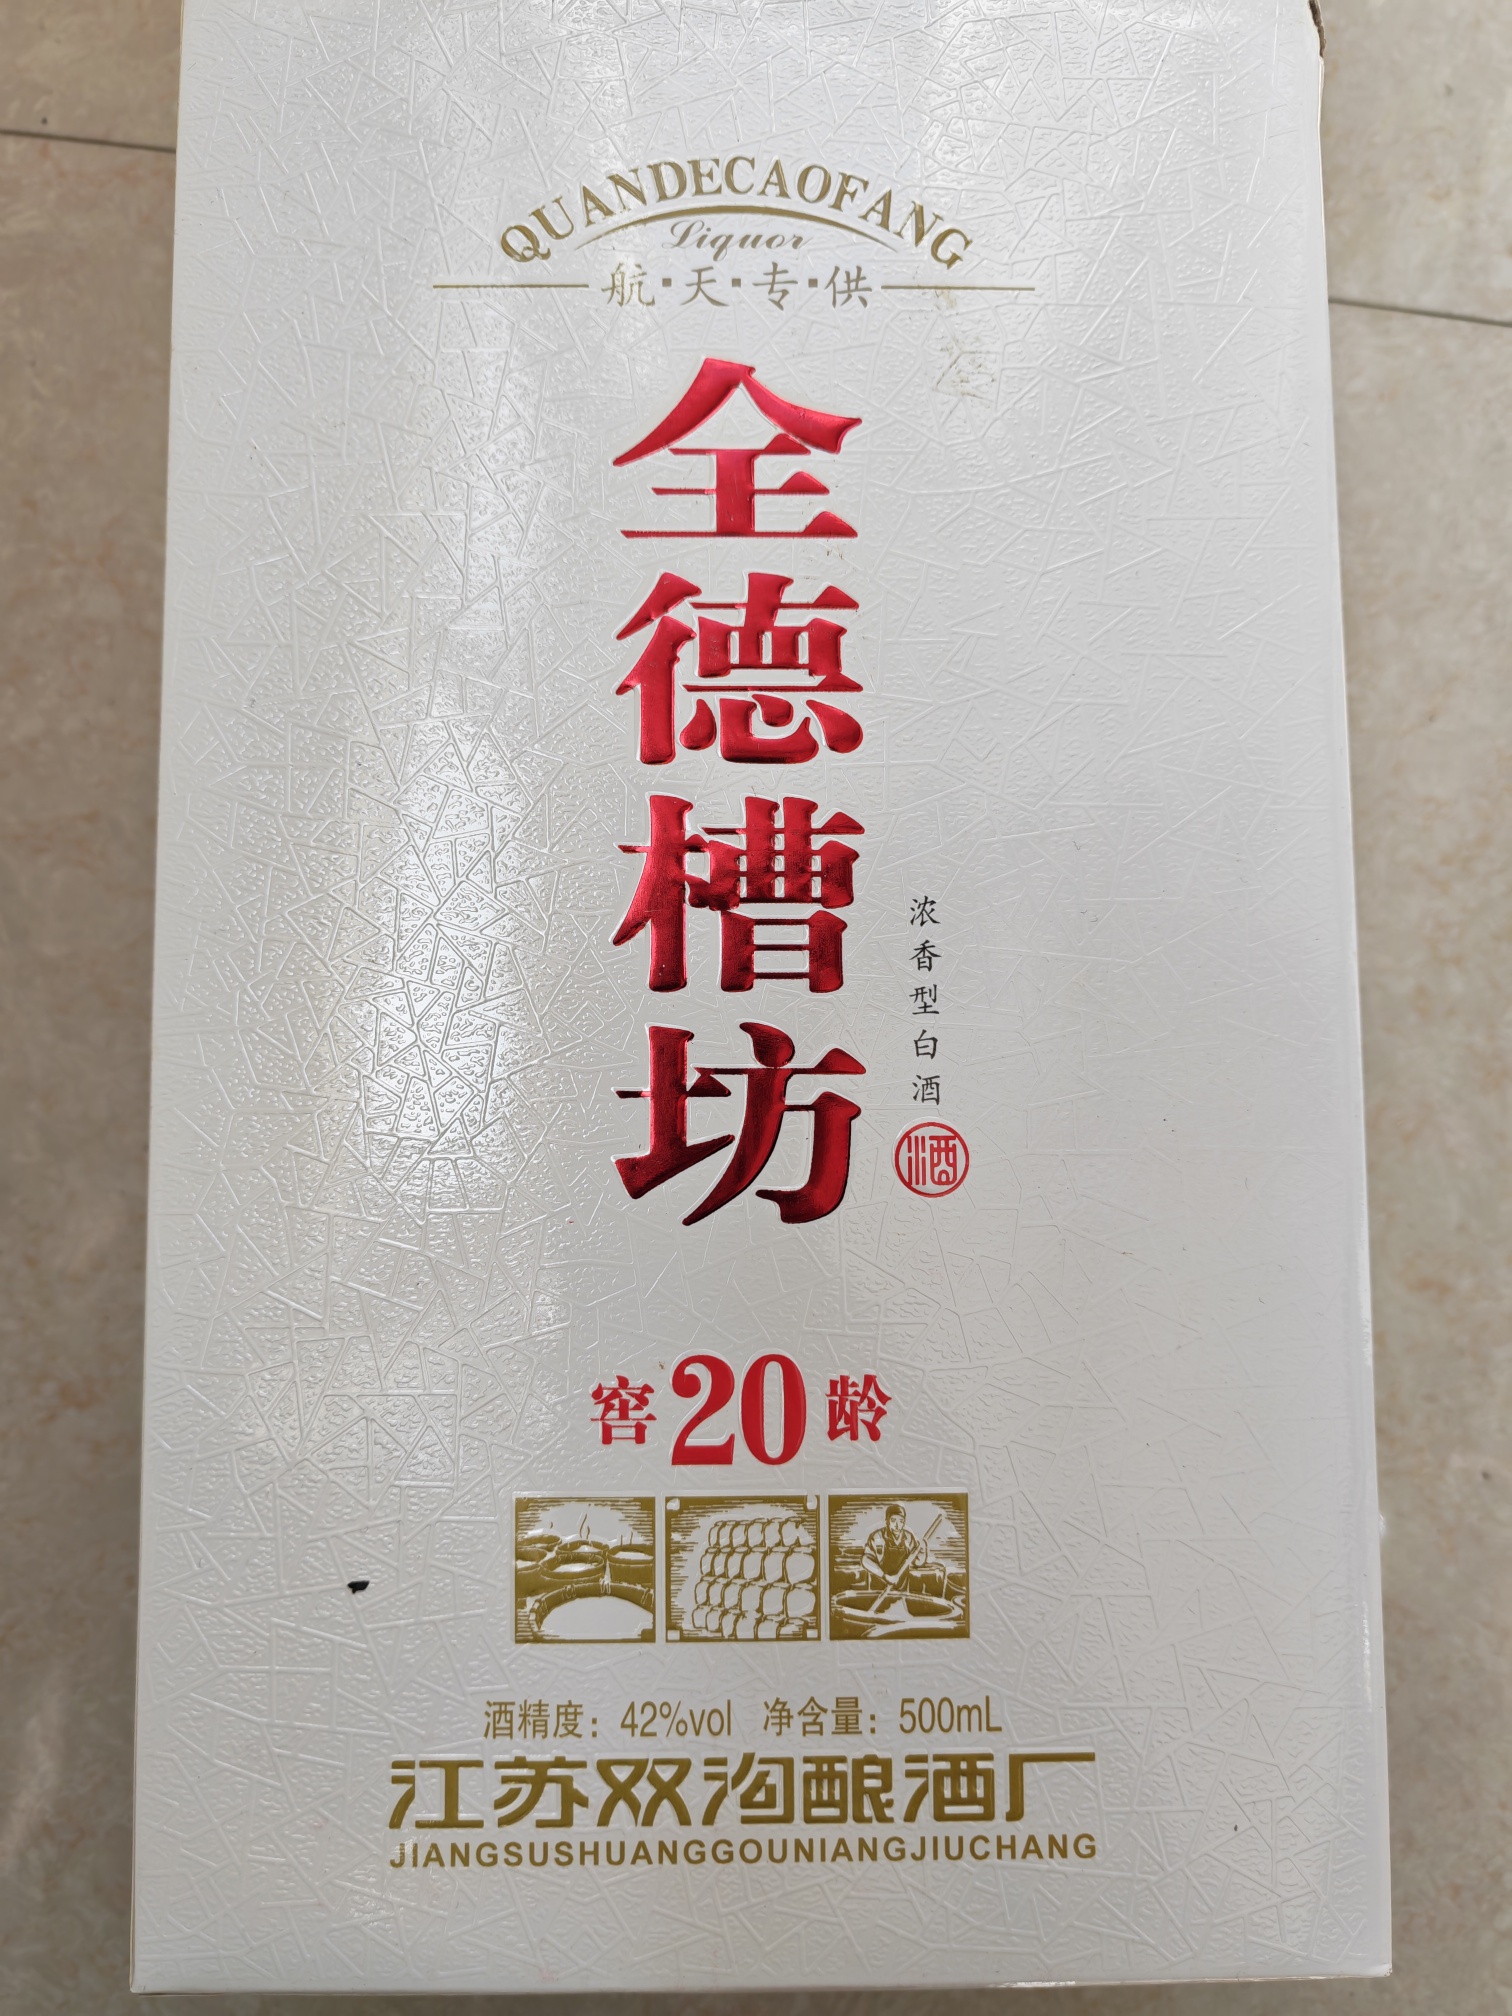 QUANDECAOFANG
Liquor
航·天·专·供
全德槽坊
浓香型白酒
酒
窖20龄
酒精度：42%vol 净含量：500mL
江苏双沟酿酒厂
JIANGSUSHUANGGOUNIANGJIUCHANG